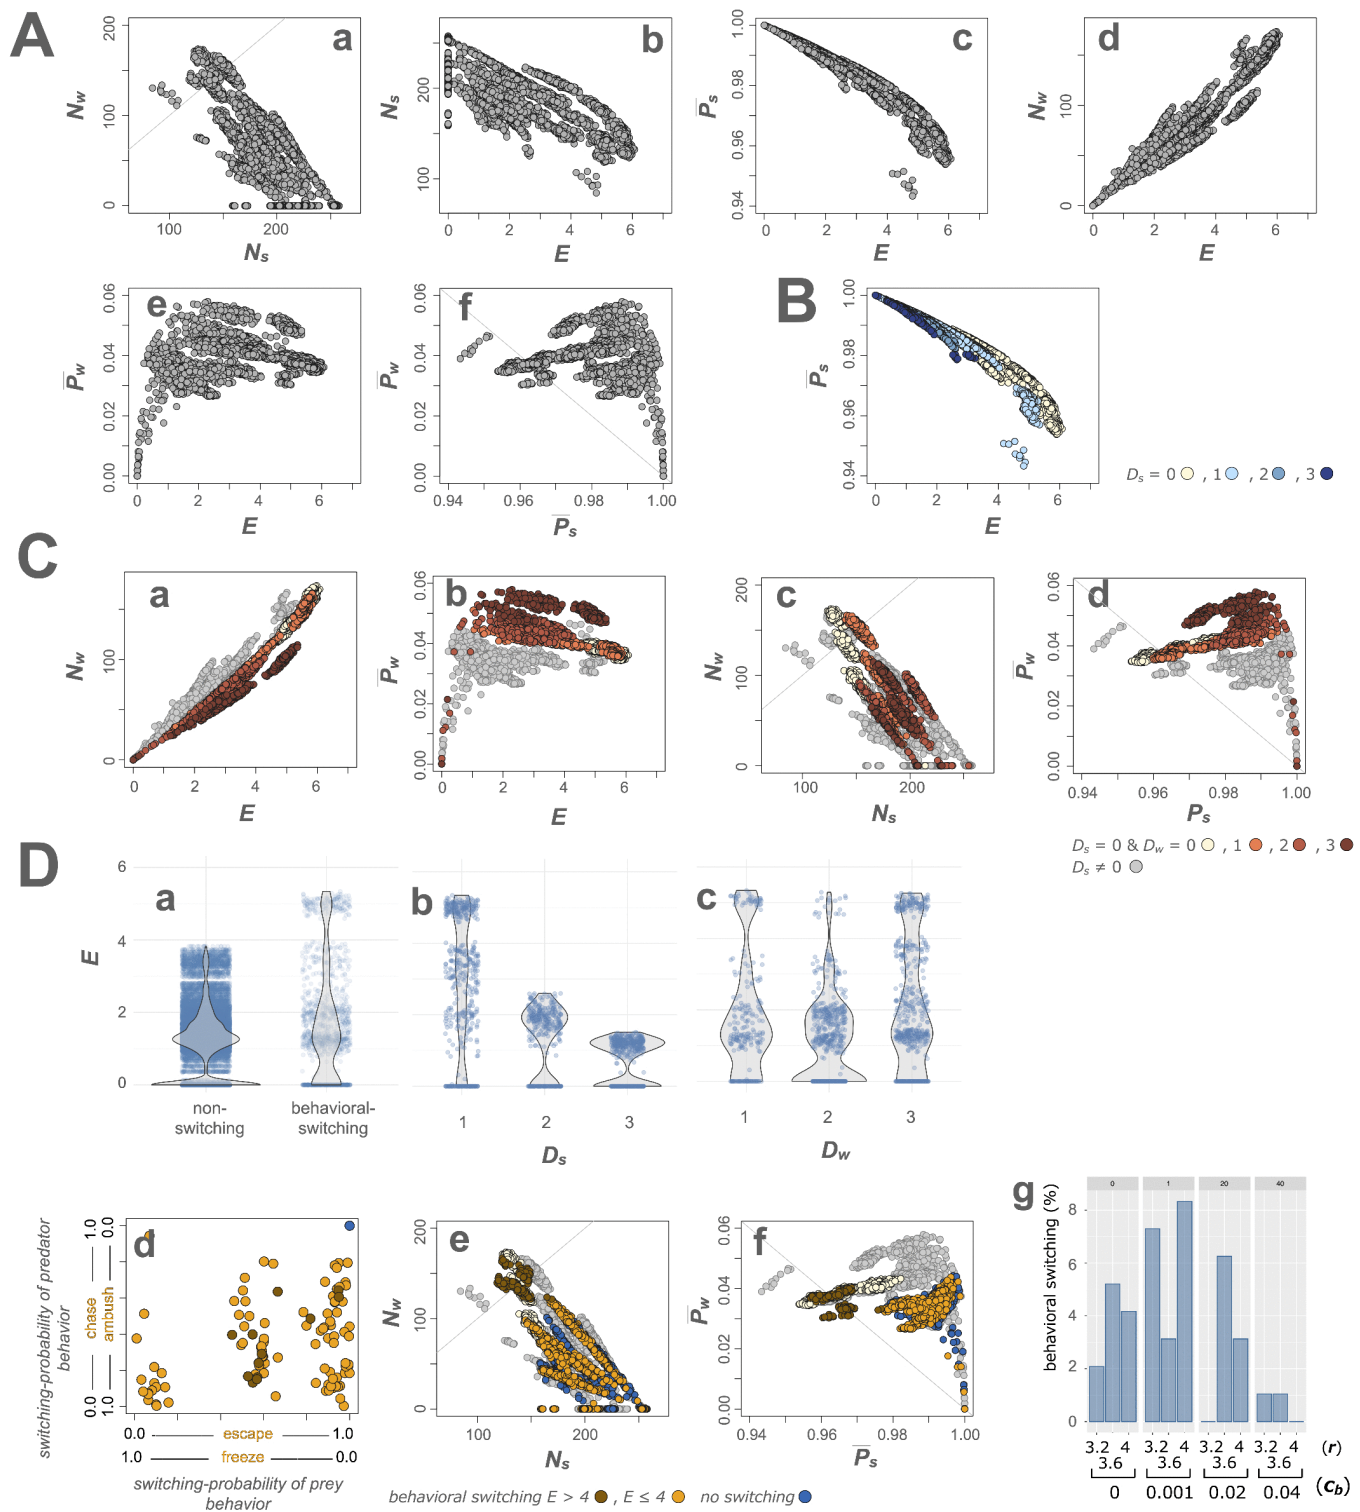 A
a
b
c
d
200
100
0
Nw
100
200
Ns
200
100
Ns
0
2
4
6
E
1.00
0.98
0.96
0.94
Ps
0
2
4
6
E
100
0
Nw
0
2
4
6
E
e
f
B
0.06
0.04
0.02
0.00
Pw
0
2
4
6
E
0.06
0.04
0.02
0.00
Pw
0.94
0.96
0.98
1.00
Ps
1.00
0.98
0.96
0.94
Ps
0
2
4
6
E
Ds = 0 , 1 , 2 , 3
C
a
b
c
d
100
0
Nw
0
2
4
6
E
0.06
0.04
0.02
0.00
Pw
0
2
4
6
E
200
100
0
Nw
100
200
Ns
0.06
0.04
0.02
0.00
Pw
0.94
0.96
0.98
1.00
Ps
Ds = 0 & Dw = 0 , 1 , 2 , 3
Ds ≠ 0
D
a
b
c
6
4
2
0
E
non-
switching
behavioral-
switching
1
2
3
Ds
1
2
3
Dw
d
switching-probability of predator
behavior
0.0 chase 1.0
1.0 ambush 0.0
0.0 escape 1.0
1.0 freeze 0.0
switching-probability of prey
behavior
e
200
100
0
Nw
100
200
Ns
f
0.06
0.04
0.02
0.00
Pw
0.94
0.96
0.98
1.00
Ps
behavioral switching E > 4 , E ≤ 4 no switching
g
behavioral switching (%)
0
1
20
40
8
6
4
2
0
3.2 4 3.2 4 3.2 4 3.2 4 (r)
3.6 3.6 3.6 3.6
0 0.001 0.02 0.04 (cb)